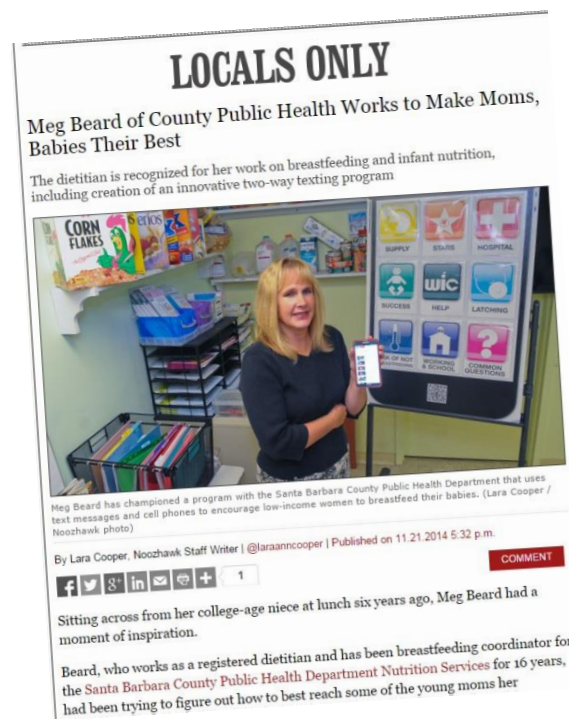 LOCALS ONLY
Meg Beard of County Public Health Works to Make Moms,
Babies Their Best
The dietitian is recognized for her work on breastfeeding and infant nutrition,
including creation of an innovative two-way texting program
CORN
FLAKES
SUPPLY
STAGES
HOSPITAL
SUCCESS
wic
HELP
LATCHING
WORKING
& SCHOOL
COMMON
QUESTIONS
Meg Beard has championed a program with the Santa Barbara County Public Health Department that uses
text messages and cell phones to encourage low-income women to breastfeed their babies. (Lara Cooper /
Noozhawk photo)
By Lara Cooper, Noozhawk Staff Writer | @laraanncooper | Published on 11.21.2014 5:32 p.m.
COMMENT
f g+ in + 1
Sitting across from her college-age niece at lunch six years ago, Meg Beard had a
moment of inspiration.
Beard, who works as a registered dietitian and has been breastfeeding coordinator for
the Santa Barbara County Public Health Department Nutrition Services for 16 years,
had been trying to figure out how to best reach some of the young moms her